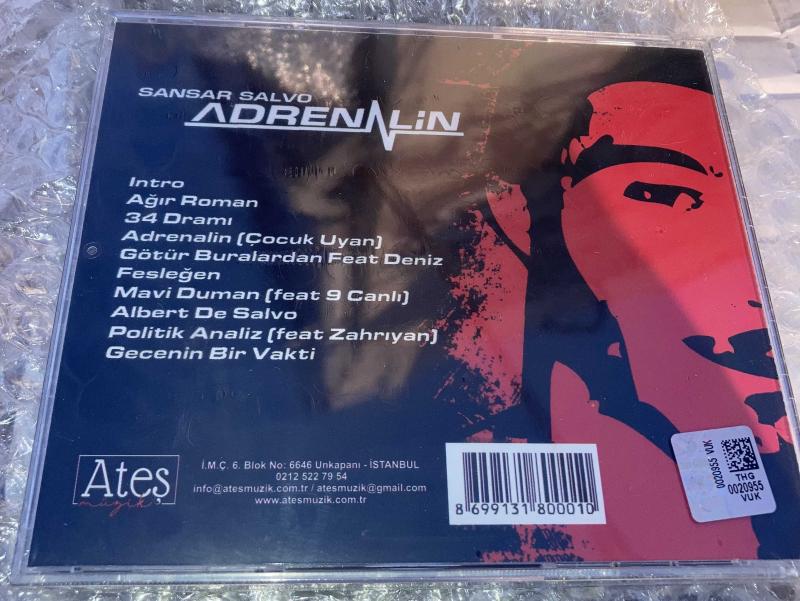 SANSAR SALVO
ADRENALiN
Intro
Ağır Roman
34 Dramı
Adrenalin (Çocuk Uyan)
Götür Buralardan Feat Deniz
Fesleğen
Mavi Duman (feat 9 Canlı)
Albert De Salvo
Politik Analiz (feat Zahrıyan)
Gecenin Bir Vakti
Ateş
müzik
İ.M.Ç. 6. Blok No: 6646 Unkapanı - İSTANBUL
0212 522 79 54
info@atesmuzik.com.tr / atesmuzik@gmail.com
www.atesmuzik.com.tr
8 699131 800010
0020955 VUK
THG
0020955
VUK